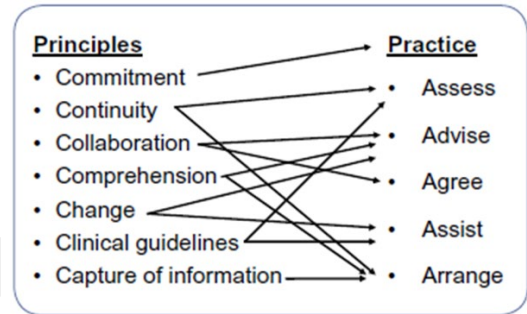 Principles
• Commitment
• Continuity
• Collaboration
• Comprehension
• Change
• Clinical guidelines
• Capture of information
Practice
• Assess
• Advise
• Agree
• Assist
• Arrange